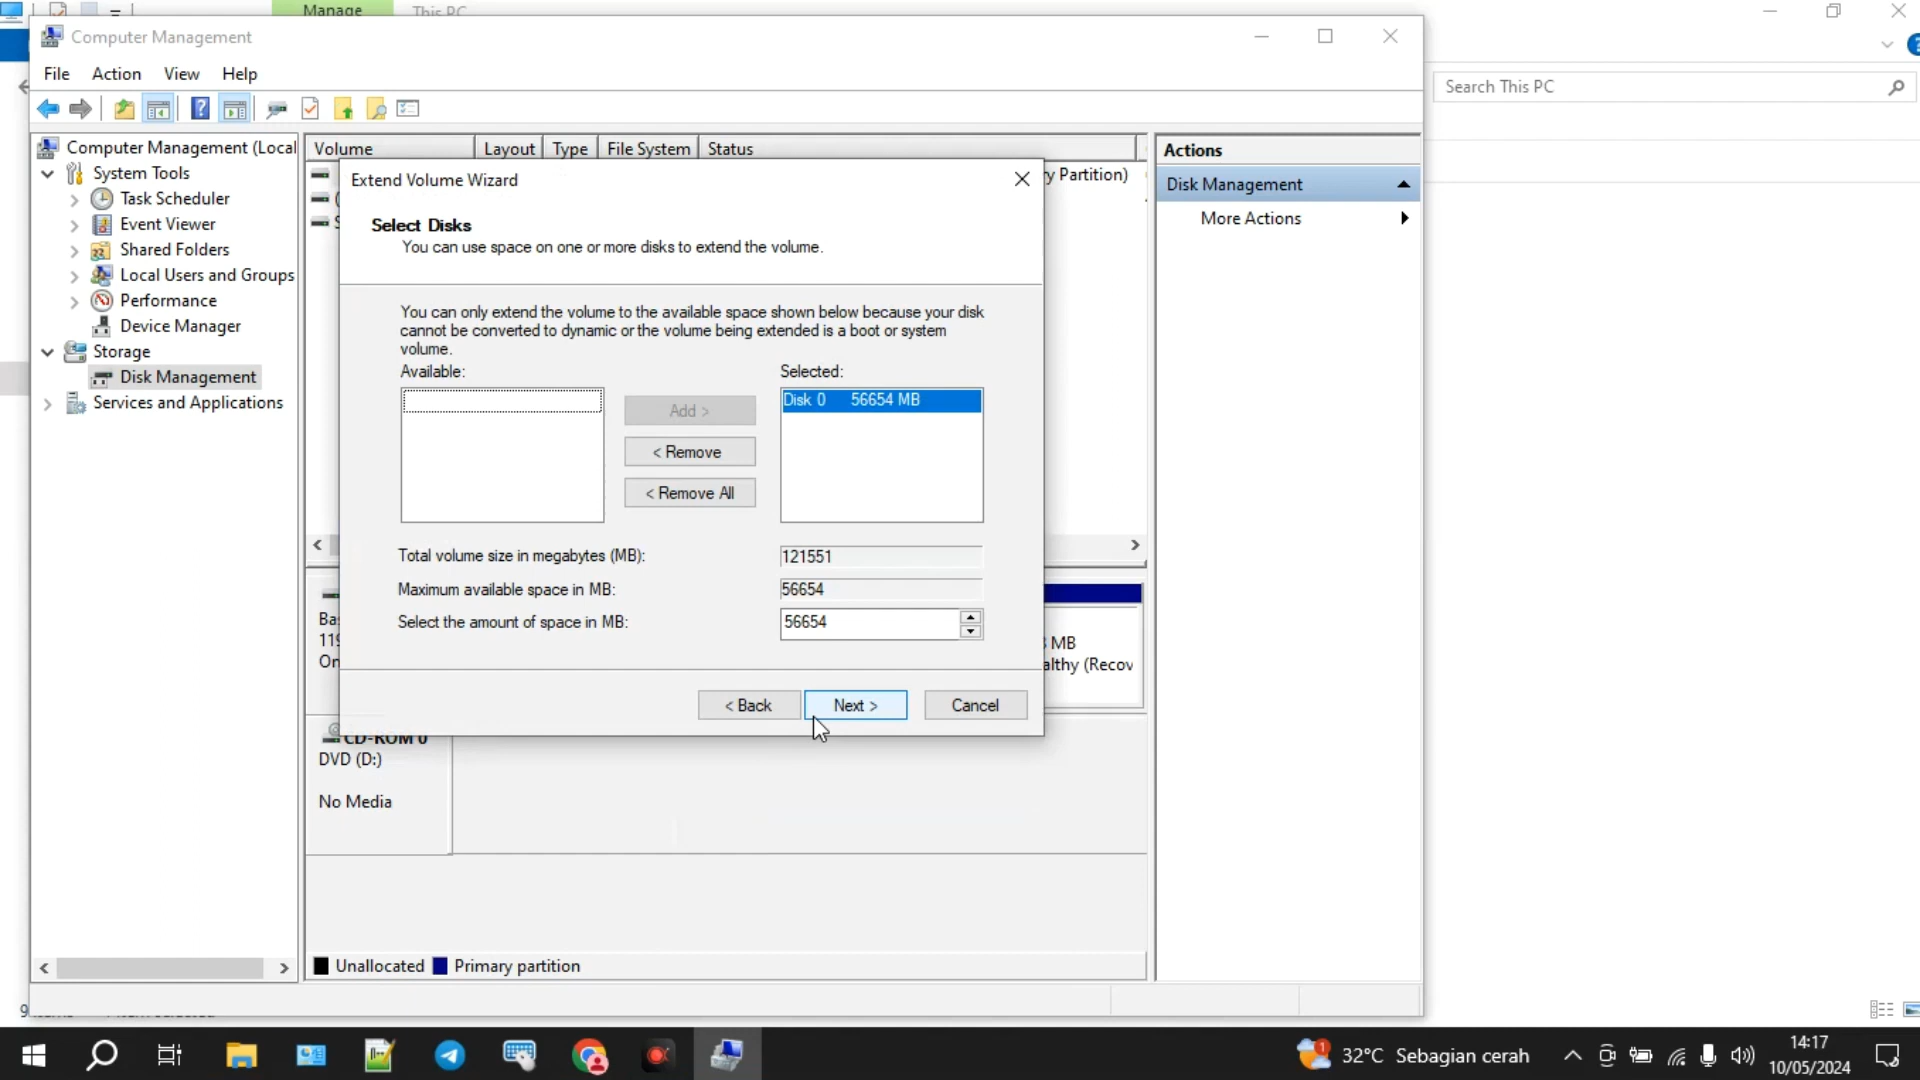 Manage
This PC
Computer Management
File Action View Help
Search This PC
Computer Management (Local
System Tools
Task Scheduler
Event Viewer
Shared Folders
Local Users and Groups
Performance
Device Manager
Storage
Disk Management
Services and Applications
Volume Layout Type File System Status
y Partition)
Extend Volume Wizard
Select Disks
You can use space on one or more disks to extend the volume.
You can only extend the volume to the available space shown below because your disk
cannot be converted to dynamic or the volume being extended is a boot or system
volume.
Available:
Selected:
Disk 0 56654 MB
Add >
< Remove
< Remove All
Total volume size in megabytes (MB): 121551
Maximum available space in MB: 56654
Select the amount of space in MB: 56654
< Back Next > Cancel
Ba
119
On
MB
althy (Recov
CD-ROM 0
DVD (D:)
No Media
Unallocated Primary partition
Actions
Disk Management
More Actions
32°C Sebagian cerah
14:17
10/05/2024